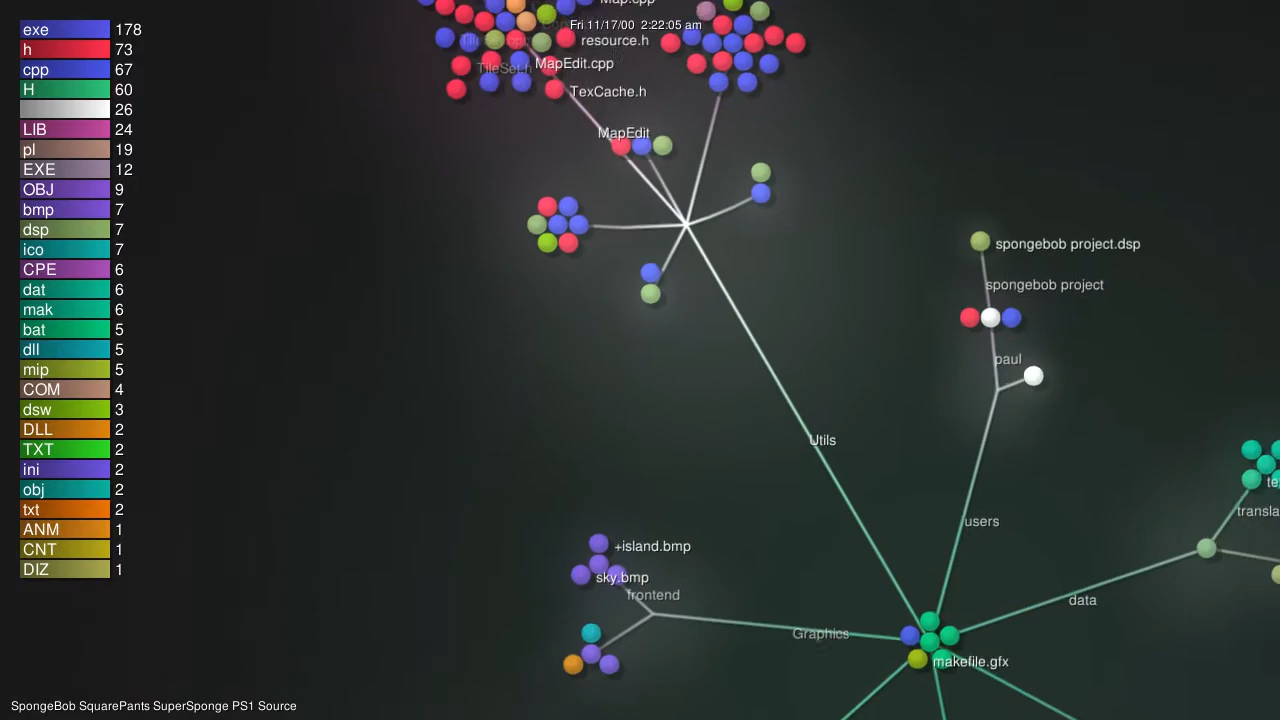 Map.cpp
Fri 11/17/00 2:22:05 am
exe 178
h 73
cpp 67
H 60
26
LIB 24
pl 19
EXE 12
OBJ 9
bmp 7
dsp 7
ico 7
CPE 6
dat 6
mak 6
bat 5
dll 5
mip 5
COM 4
dsw 3
DLL 2
TXT 2
ini 2
obj 2
txt 2
ANM 1
CNT 1
DIZ 1
resource.h
MapEdit.cpp
TileSet.h
TexCache.h
MapEdit
spongebob project.dsp
spongebob project
paul
Utils
users
transla
+island.bmp
sky.bmp
frontend
data
Graphics
makefile.gfx
SpongeBob SquarePants SuperSponge PS1 Source